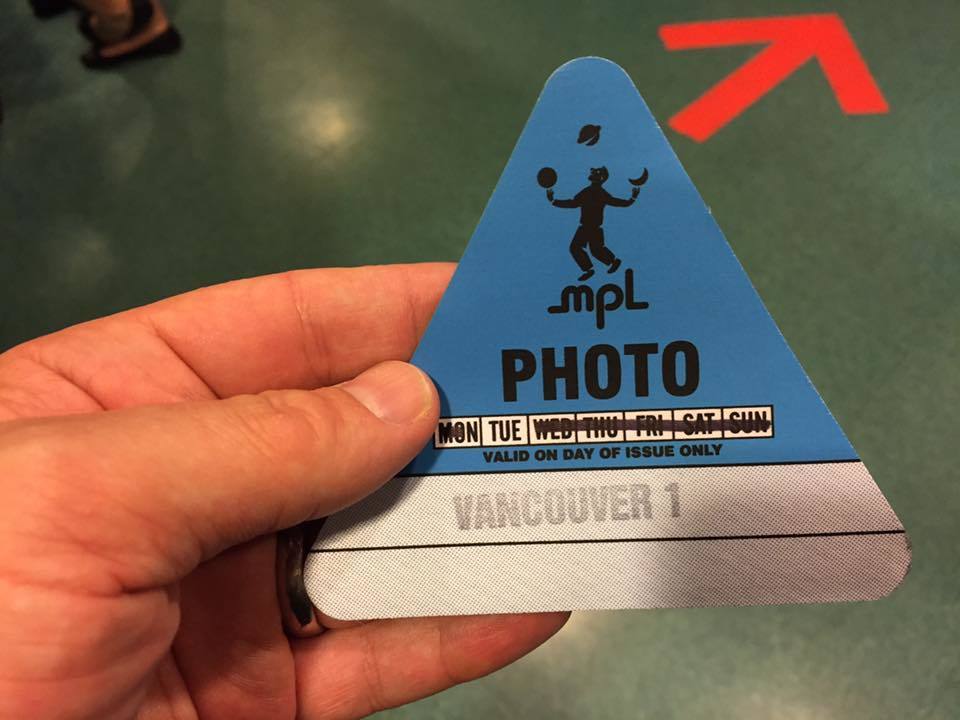 mpL
PHOTO
MON TUE WED THU FRI SAT SUN
VALID ON DAY OF ISSUE ONLY
VANCOUVER 1